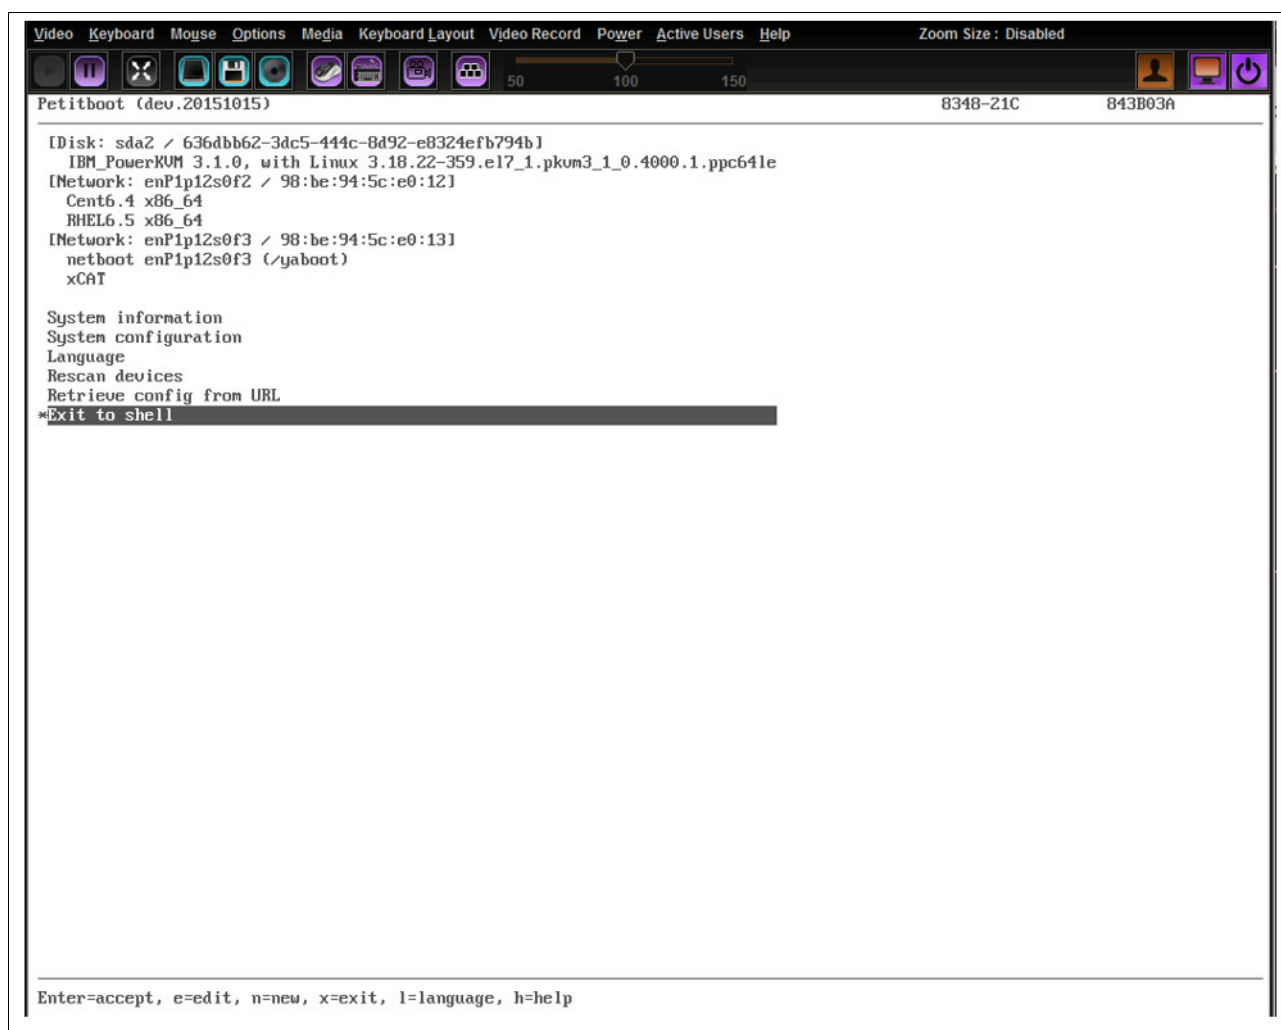 Video Keyboard Mouse Options Media Keyboard Layout Video Record Power Active Users Help Zoom Size : Disabled
50 100 150
Petitboot (dev.20151015) 8348-21C 843B03A
[Disk: sda2 / 636dbb62-3dc5-444c-8d92-e8324efb794b]
IBM_PowerKVM 3.1.0, with Linux 3.18.22-359.el7_1.pkvm3_1_0.4000.1.ppc64le
[Network: enP1p12s0f2 / 98:be:94:5c:e0:12]
Cent6.4 x86_64
RHEL6.5 x86_64
[Network: enP1p12s0f3 / 98:be:94:5c:e0:13]
netboot enP1p12s0f3 (/yaboot)
xCAT
System information
System configuration
Language
Rescan devices
Retrieve config from URL
*Exit to shell
Enter=accept, e=edit, n=new, x=exit, l=language, h=help